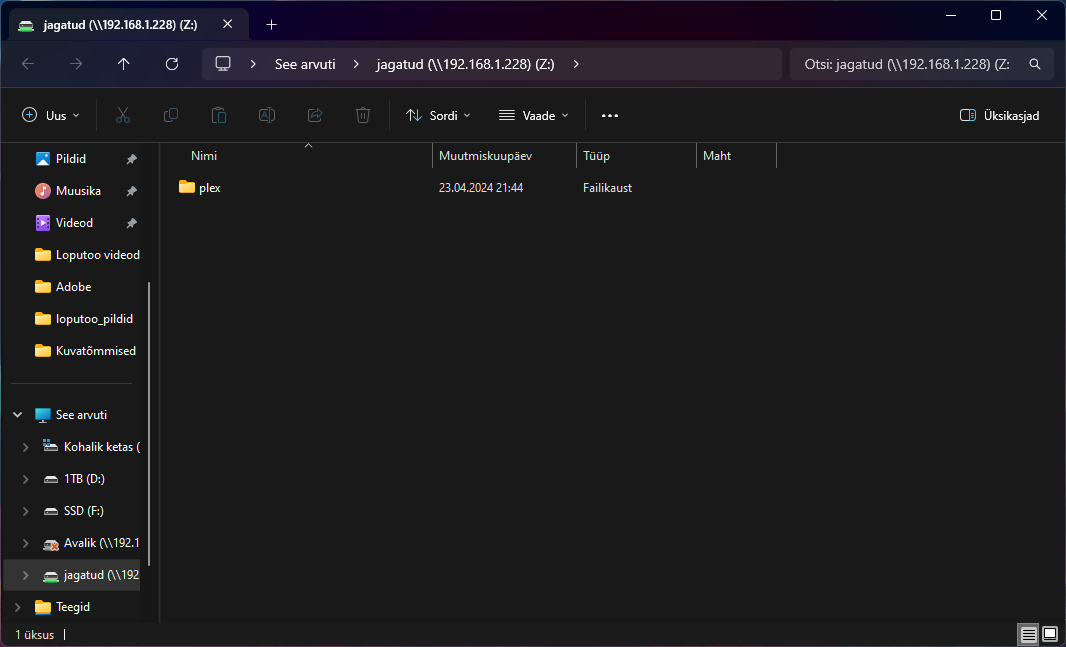 jagatud (\\192.168.1.228) (Z:)
See arvuti
jagatud (\\192.168.1.228) (Z:)
Otsi: jagatud (\\192.168.1.228) (Z:
Uus
Sordi
Vaade
Üksikasjad
Nimi Muutmiskuupäev Tüüp Maht
plex 23.04.2024 21:44 Failikaust
Pildid
Muusika
Videod
Loputoo videod
Adobe
loputoo_pildid
Kuvatõmmised
See arvuti
Kohalik ketas (
1TB (D:)
SSD (F:)
Avalik (\\192.1
jagatud (\\192
Teegid
1 üksus